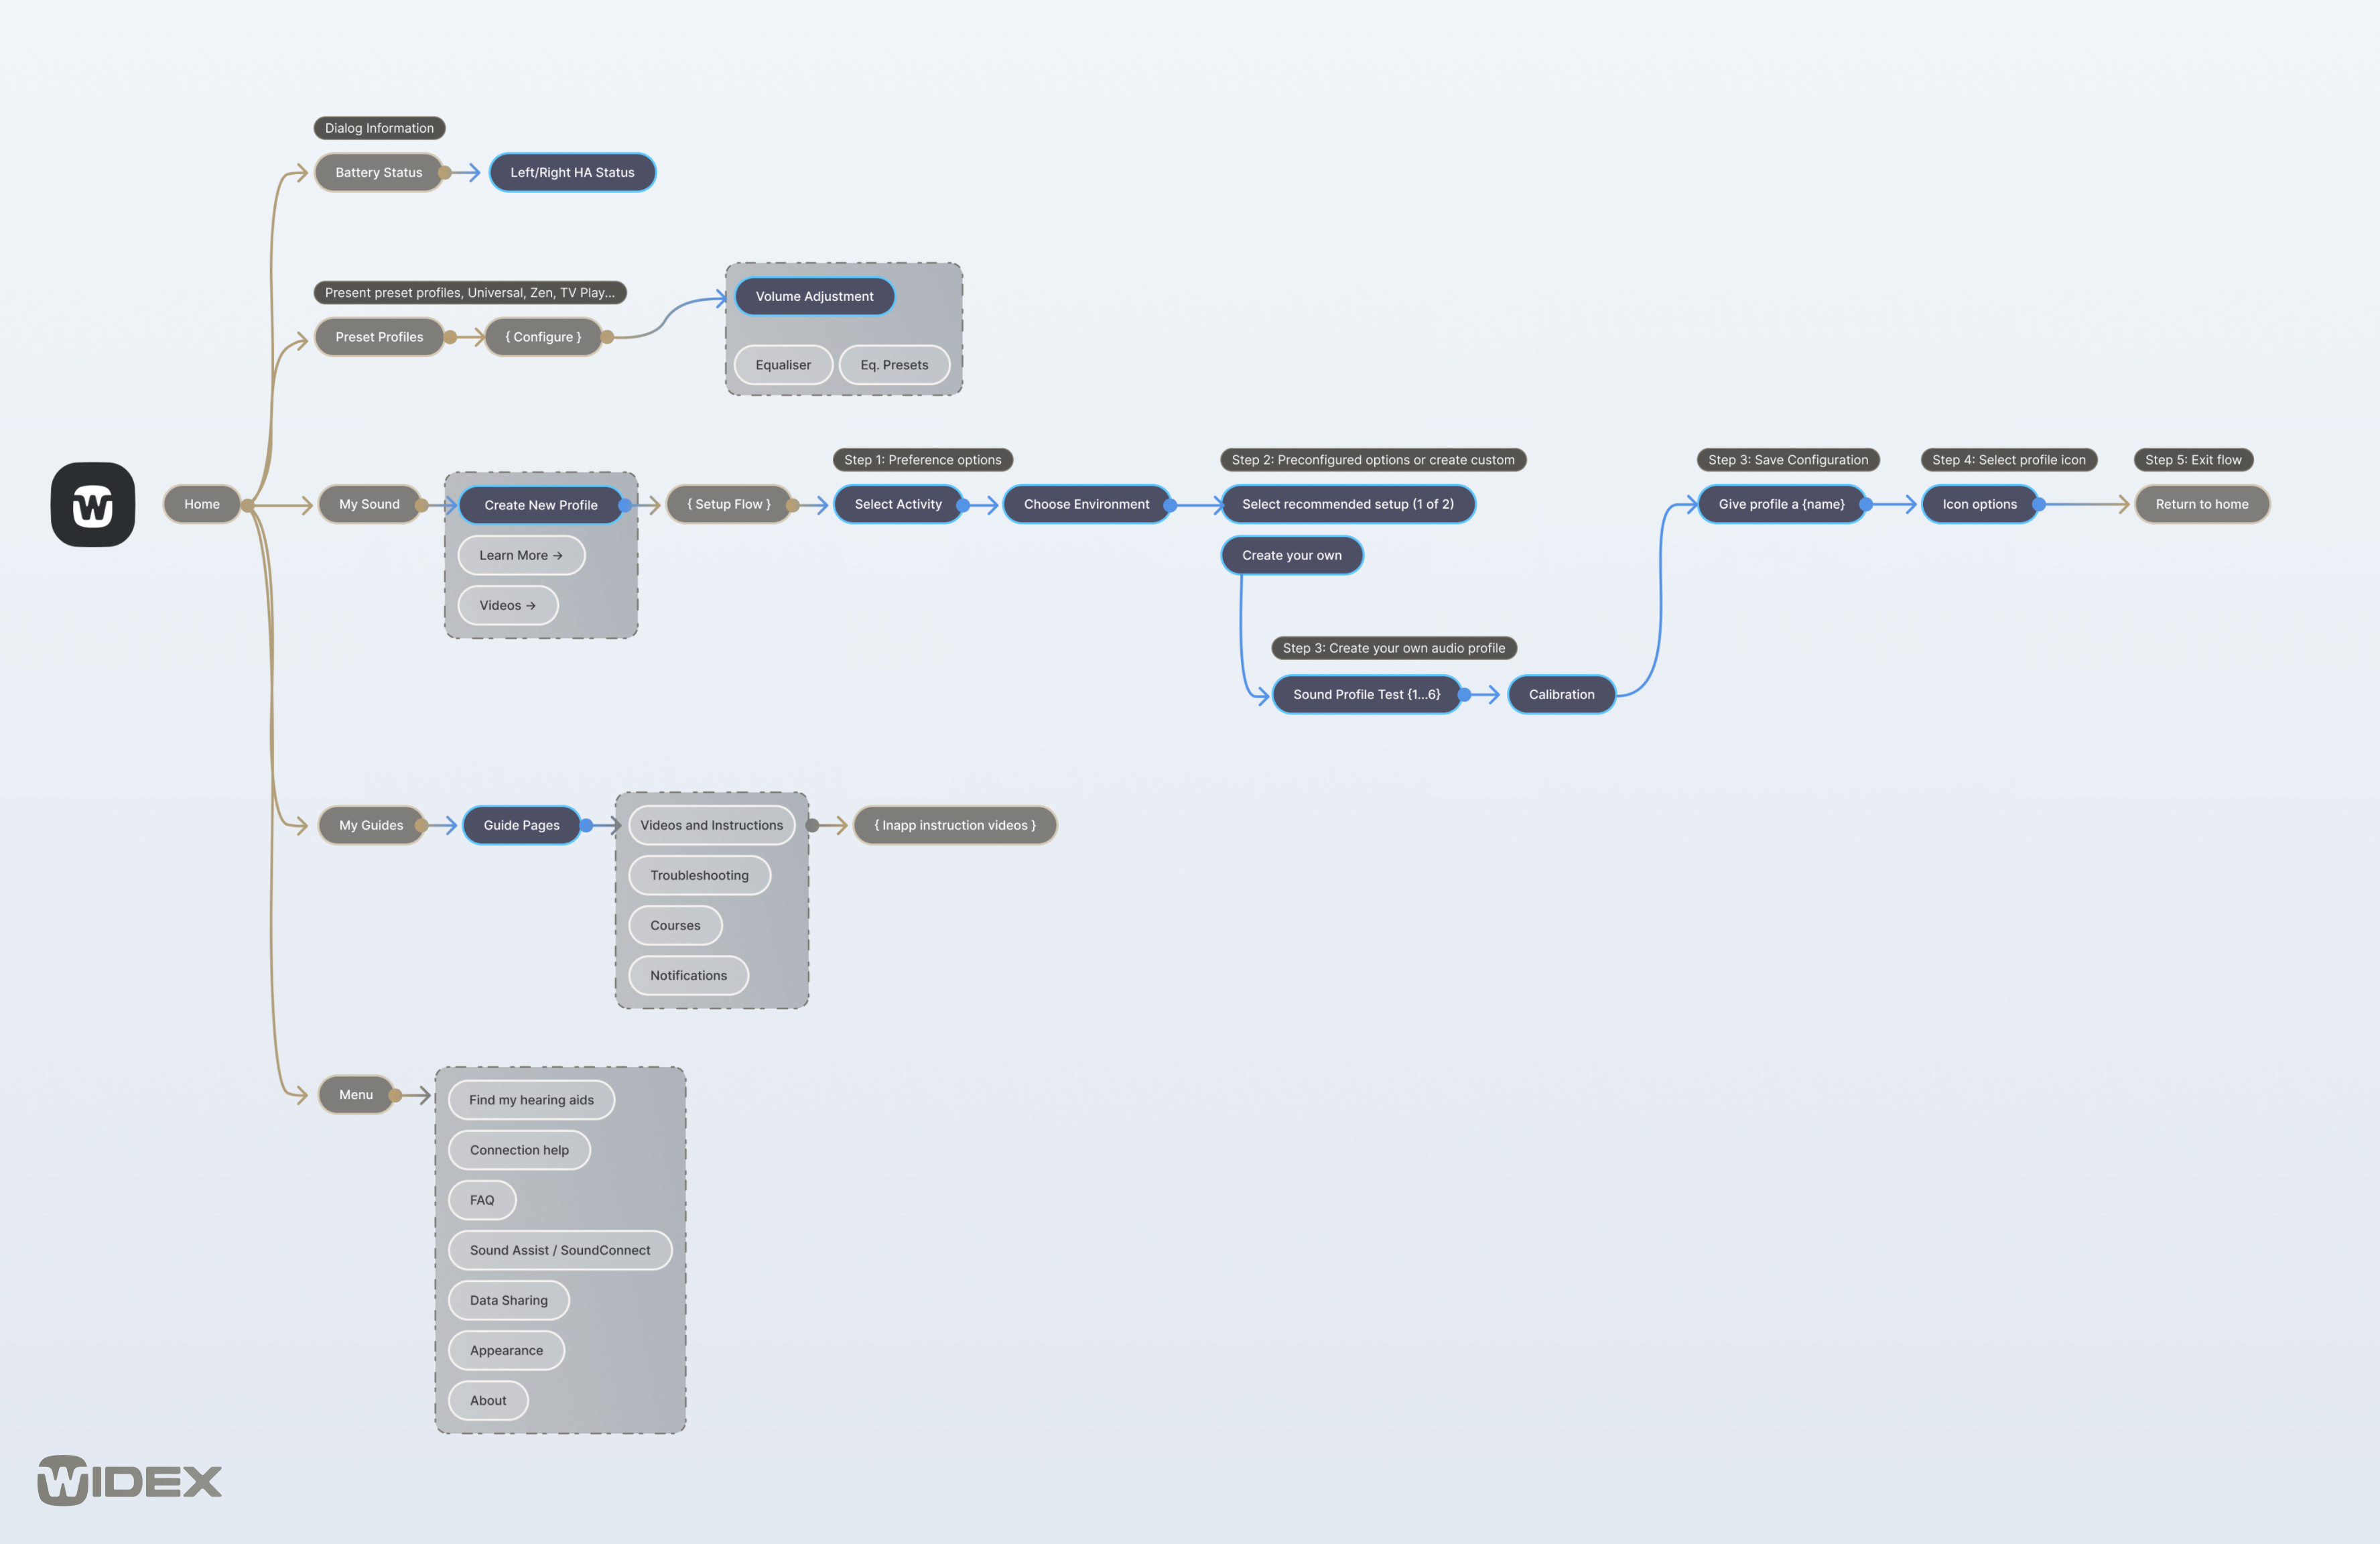 Dialog Information
Battery Status
Left/Right HA Status
Present preset profiles, Universal, Zen, TV Play...
Preset Profiles
{ Configure }
Volume Adjustment
Equaliser
Eq. Presets
W
Home
My Sound
Create New Profile
Learn More →
Videos →
{ Setup Flow }
Step 1: Preference options
Select Activity
Choose Environment
Step 2: Preconfigured options or create custom
Select recommended setup (1 of 2)
Create your own
Step 3: Create your own audio profile
Sound Profile Test {1...6}
Calibration
Step 3: Save Configuration
Give profile a {name}
Step 4: Select profile icon
Icon options
Step 5: Exit flow
Return to home
My Guides
Guide Pages
Videos and Instructions
Troubleshooting
Courses
Notifications
{ Inapp instruction videos }
Menu
Find my hearing aids
Connection help
FAQ
Sound Assist / SoundConnect
Data Sharing
Appearance
About
WIDEX